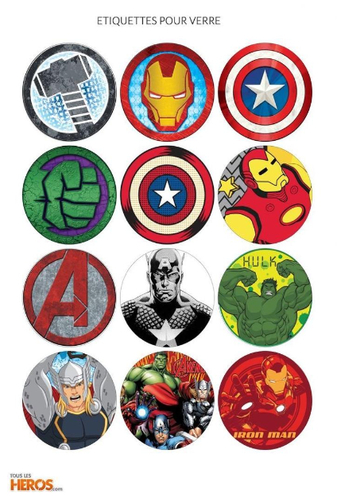 ETIQUETTES POUR VERRE
HULK
IRON MAN
TOUS LES
HEROS.com